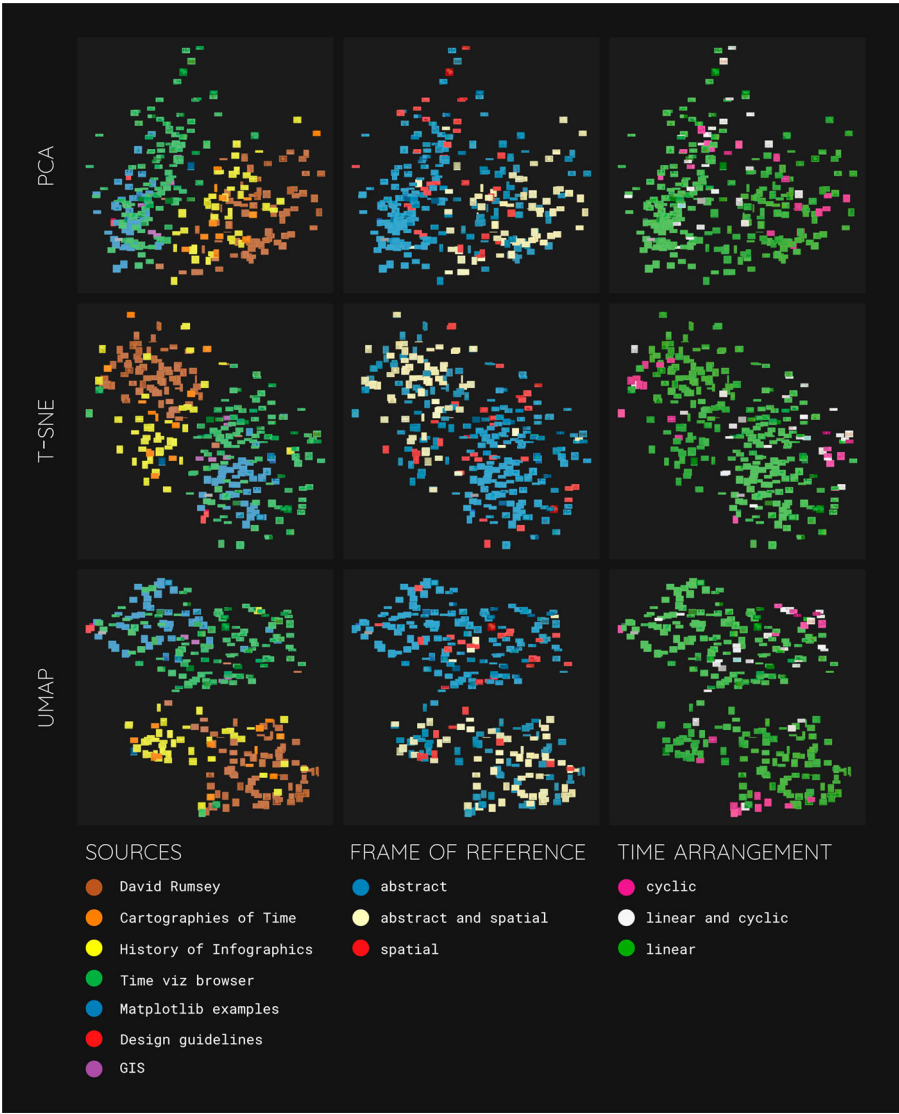 PCA
T-SNE
UMAP
SOURCES
David Rumsey
Cartographies of Time
History of Infographics
Time viz browser
Matplotlib examples
Design guidelines
GIS
FRAME OF REFERENCE
abstract
abstract and spatial
spatial
TIME ARRANGEMENT
cyclic
linear and cyclic
linear